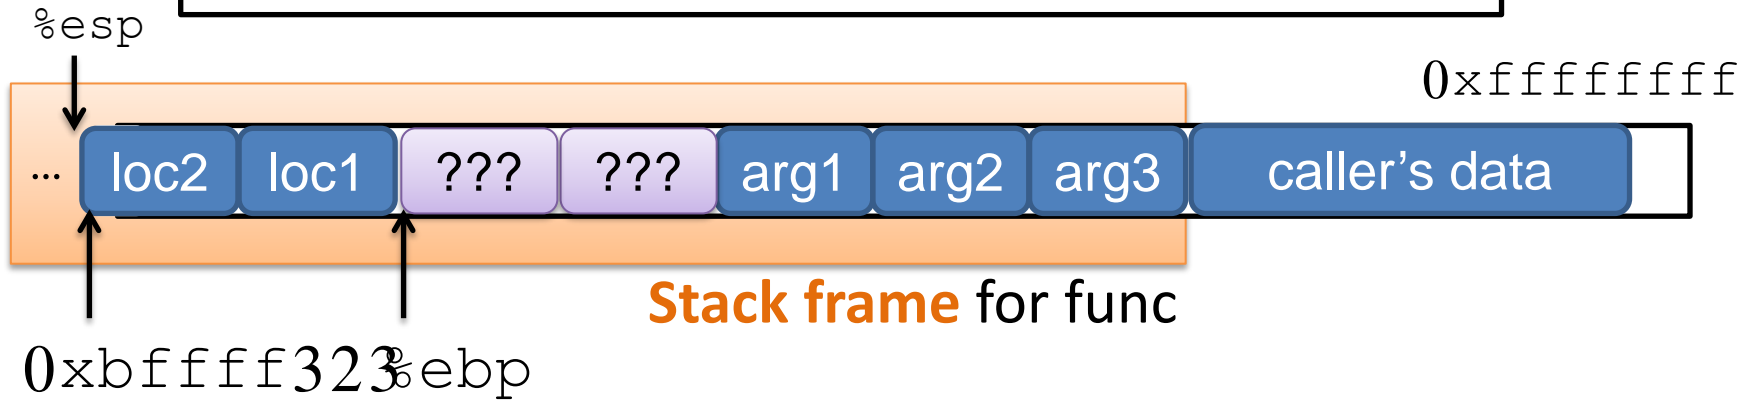 %esp
0xffffffff
... loc2 loc1 ??? ??? arg1 arg2 arg3 caller's data
Stack frame for func
0xbffff323 %ebp